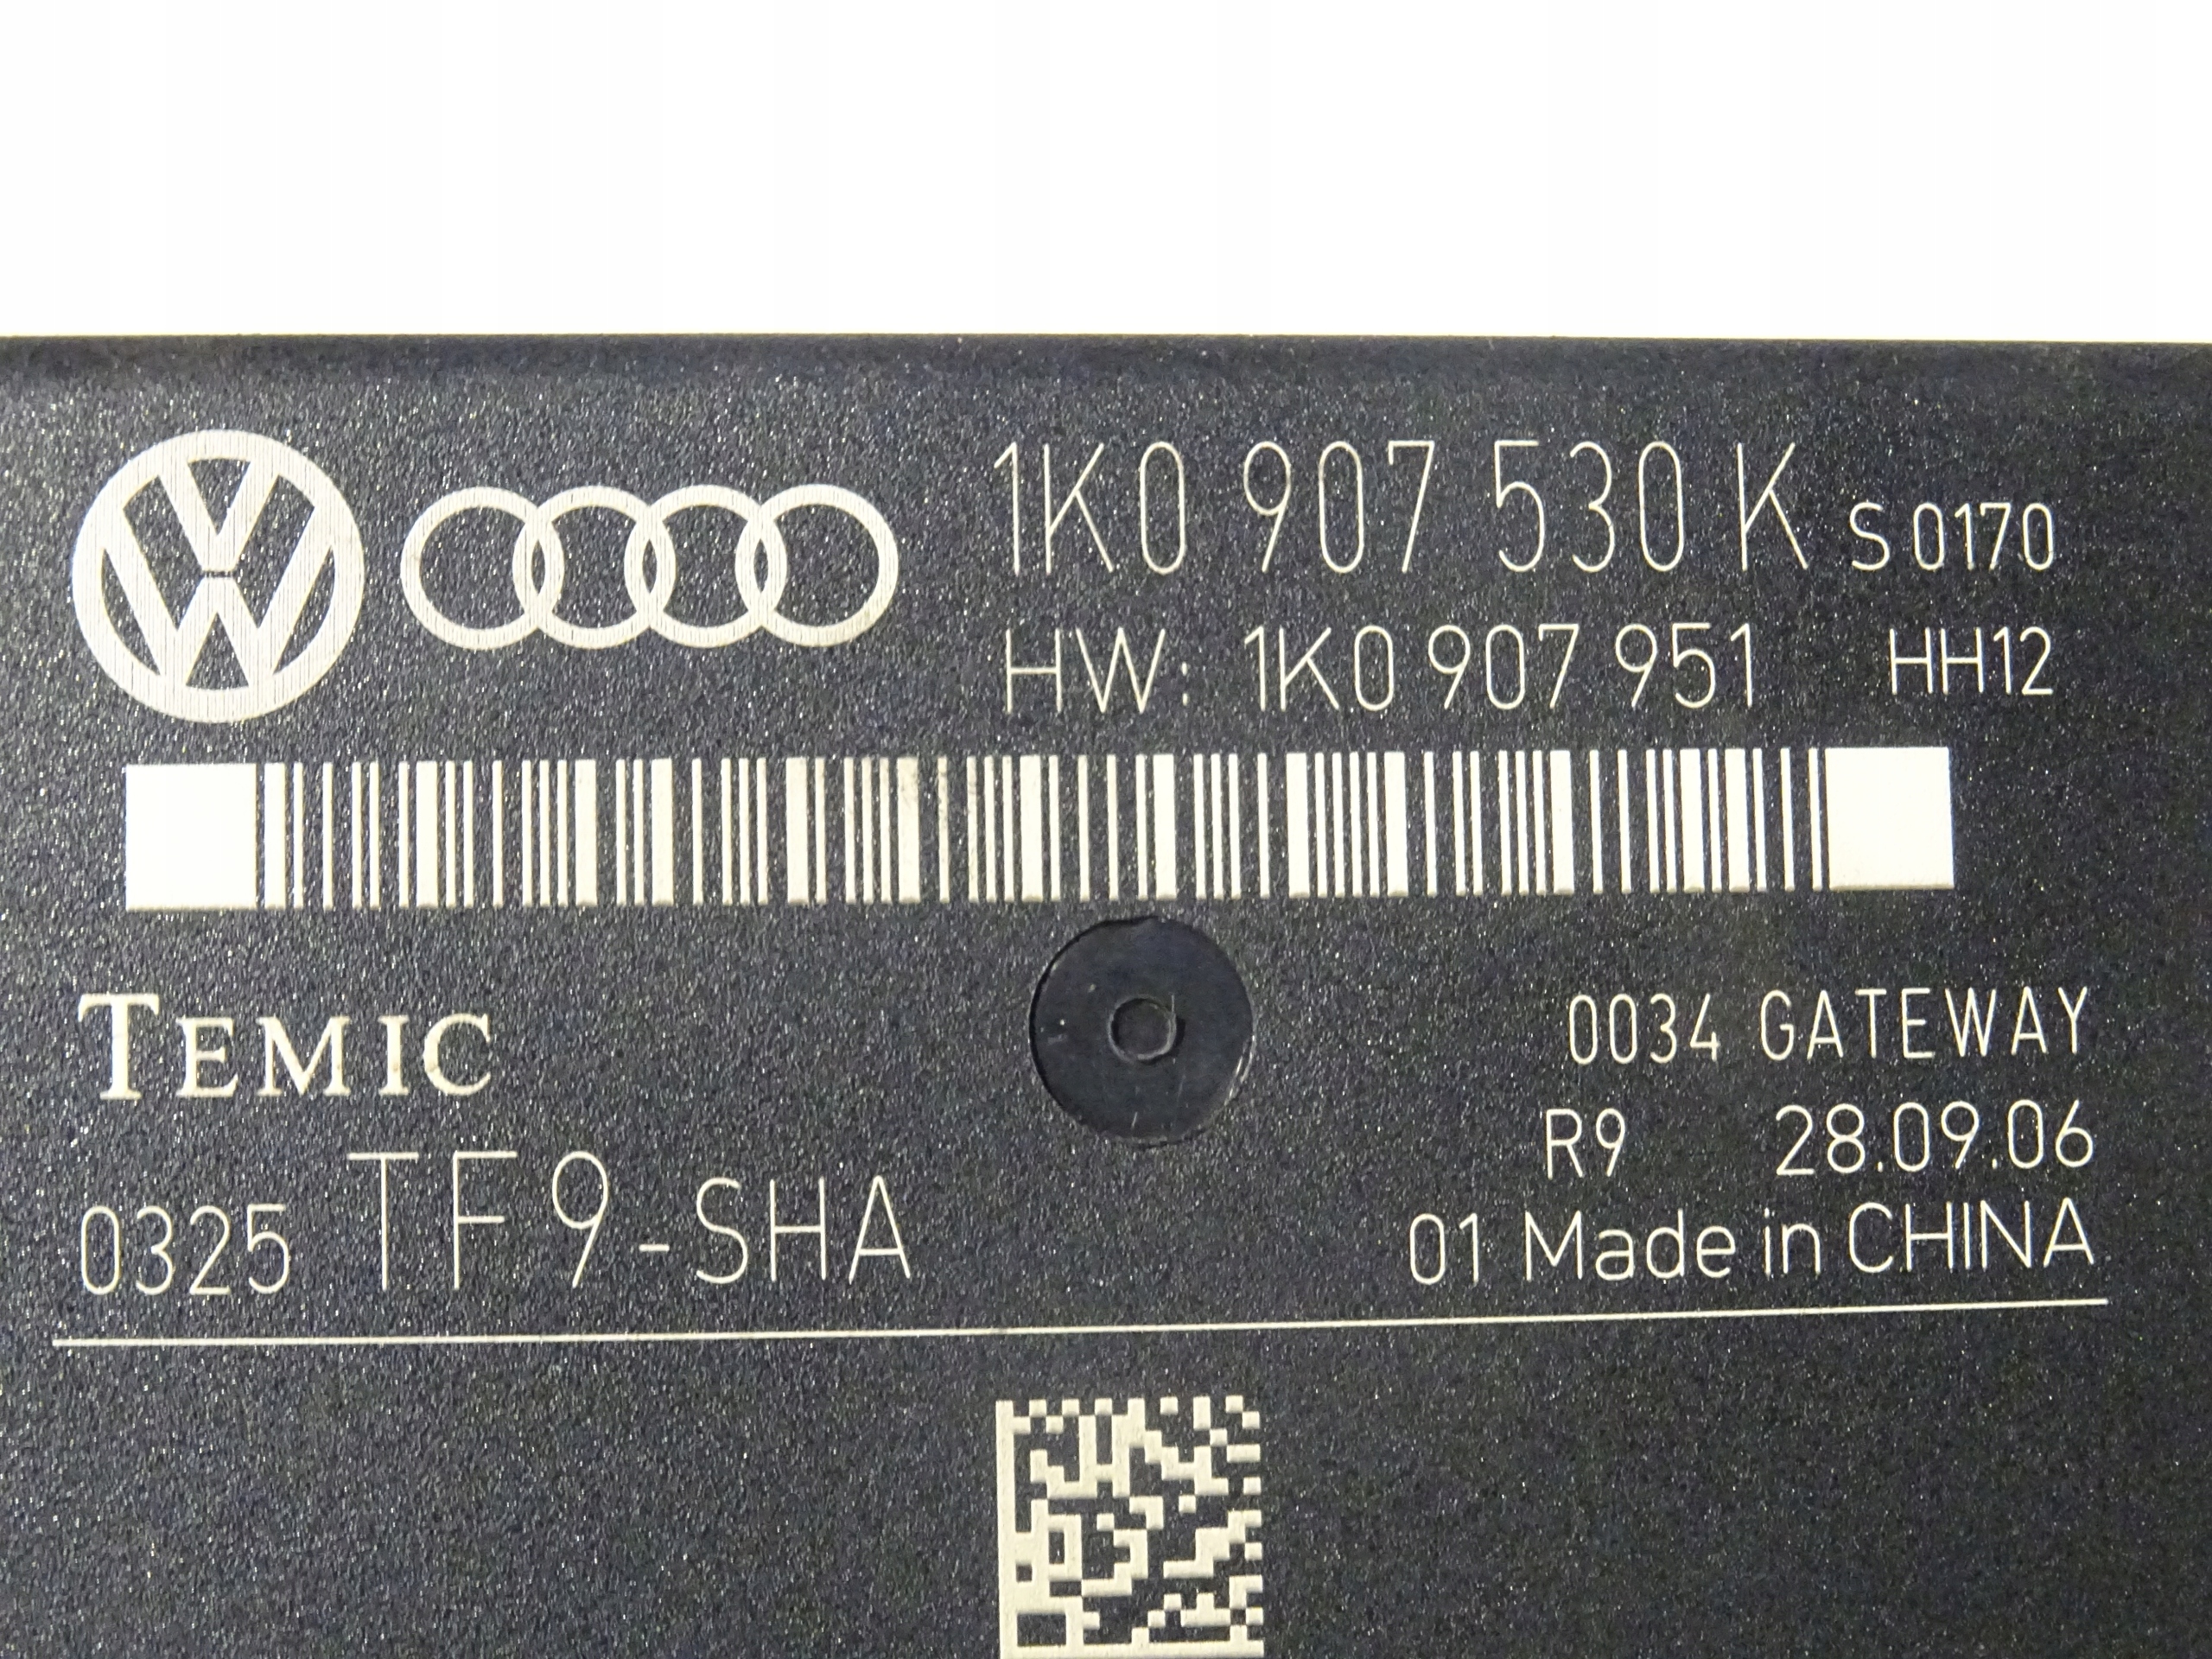 1K0 907 530 K S0170
HW: 1K0 907 951 HH12
TEMIC
0034 GATEWAY
R9 28.09.06
0325 TF9-SHA
01 Made in CHINA